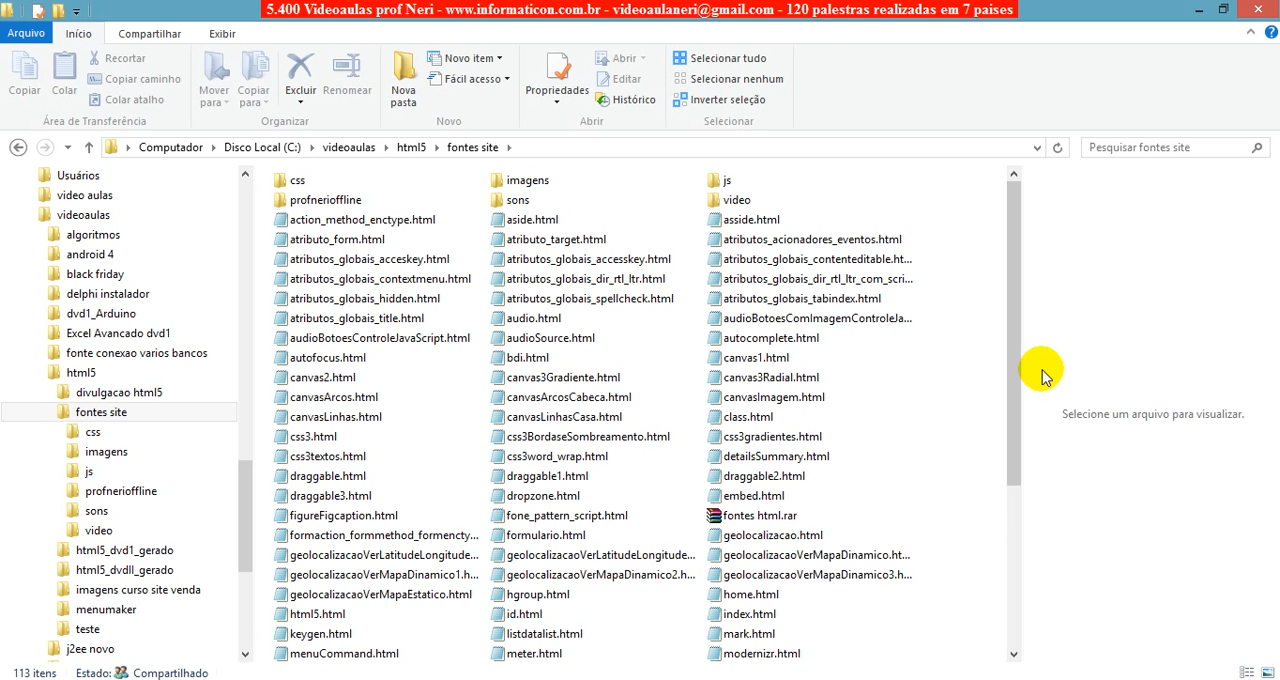 5.400 Videoaulas prof Neri - www.informaticon.com.br - videoaulaneri@gmail.com - 120 palestras realizadas em 7 paises
Arquivo Início Compartilhar Exibir
Copiar
Colar
Recortar
Copiar caminho
Colar atalho
Área de Transferência
Mover para
Copiar para
Excluir
Renomear
Organizar
Nova pasta
Novo item
Fácil acesso
Novo
Propriedades
Abrir
Editar
Histórico
Abrir
Selecionar tudo
Selecionar nenhum
Inverter seleção
Selecionar
Computador Disco Local (C:) videoaulas html5 fontes site
Pesquisar fontes site
Usuários
video aulas
videoaulas
algoritmos
android 4
black friday
delphi instalador
dvd1_Arduino
Excel Avancado dvd1
fonte conexao varios bancos
html5
divulgacao html5
fontes site
css
imagens
js
profnerioffline
sons
video
html5_dvd1_gerado
html5_dvdII_gerado
imagens curso site venda
menumaker
teste
j2ee novo
css imagens js
profnerioffline sons video
action_method_enctype.html aside.html asside.html
atributo_form.html atributo_target.html atributos_acionadores_eventos.html
atributos_globais_acceskey.html atributos_globais_accesskey.html atributos_globais_contenteditable.ht...
atributos_globais_contextmenu.html atributos_globais_dir_rtl_ltr.html atributos_globais_dir_rtl_ltr_com_scri...
atributos_globais_hidden.html atributos_globais_spellcheck.html atributos_globais_tabindex.html
atributos_globais_title.html audio.html audioBotoesComImagemControleJa...
audioBotoesControleJavaScript.html audioSource.html autocomplete.html
autofocus.html bdi.html canvas1.html
canvas2.html canvas3Gradiente.html canvas3Radial.html
canvasArcos.html canvasArcosCabeca.html canvasImagem.html
canvasLinhas.html canvasLinhasCasa.html class.html
css3.html css3BordaseSombreamento.html css3gradientes.html
css3textos.html css3word_wrap.html detailsSummary.html
draggable.html draggable1.html draggable2.html
draggable3.html dropzone.html embed.html
figureFigcaption.html fone_pattern_script.html fontes html.rar
formaction_formmethod_formencty... formulario.html geolocalizacao.html
geolocalizacaoVerLatitudeLongitude... geolocalizacaoVerLatitudeLongitude... geolocalizacaoVerMapaDinamico.ht...
geolocalizacaoVerMapaDinamico1.h... geolocalizacaoVerMapaDinamico2.h... geolocalizacaoVerMapaDinamico3.h...
geolocalizacaoVerMapaEstatico.html hgroup.html home.html
html5.html id.html index.html
keygen.html listdatalist.html mark.html
menuCommand.html meter.html modernizr.html
Selecione um arquivo para visualizar.
113 itens Estado: Compartilhado